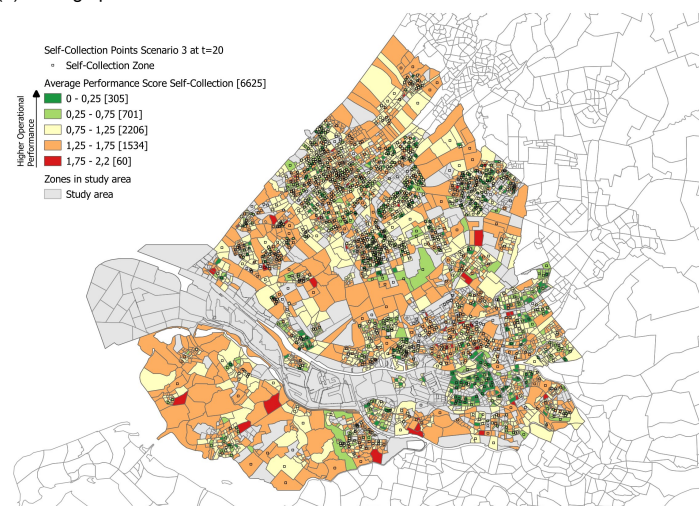 Self-Collection Points Scenario 3 at t=20
Self-Collection Zone
Average Performance Score Self-Collection [6625]
Higher Operational
Performance
0 - 0,25 [305]
0,25 - 0,75 [701]
0,75 - 1,25 [2206]
1,25 - 1,75 [1534]
1,75 - 2,2 [60]
Zones in study area
Study area